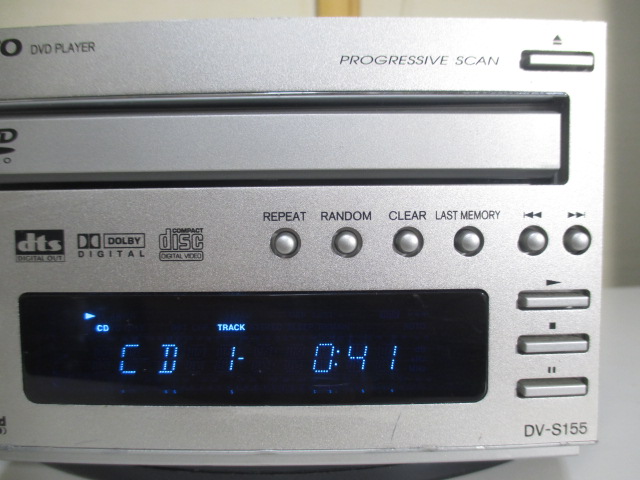 DVD PLAYER
PROGRESSIVE SCAN
REPEAT RANDOM CLEAR LAST MEMORY
dts
DIGITAL OUT
DOLBY
DIGITAL
COMPACT
disc
DIGITAL VIDEO
CD
TRACK
CD 1- 0:41
DV-S155